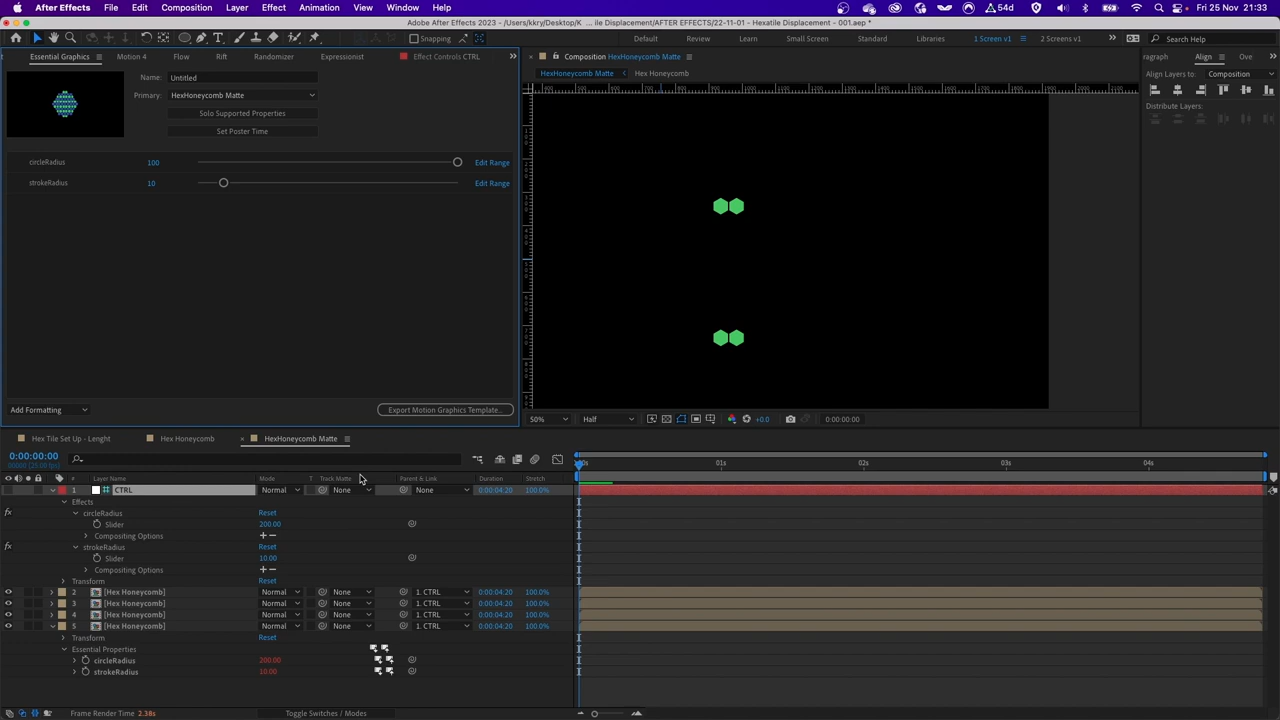 After Effects File Edit Composition Layer Effect Animation View Window Help 54d Fri 25 Nov 21:33
Adobe After Effects 2023 - /Users/kkry/Desktop/K ... ile Displacement/AFTER EFFECTS/22-11-01 - Hexatile Displacement - 001.aep *
Snapping Default Review Learn Small Screen Standard Libraries 1 Screen v1 2 Screens v2 Search Help
Essential Graphics Motion 4 Flow Rift Randomizer Expressionist Effect Controls CTRL Composition HexHoneycomb Matte aragraph Align Ove
Name: Untitled HexHoneycomb Matte Hex Honeycomb Align Layers to: Composition
Primary: HexHoneycomb Matte
Solo Supported Properties Distribute Layers:
Set Poster Time
circleRadius 100 Edit Range
strokeRadius 10 Edit Range
Add Formatting Export Motion Graphics Template... 50% Half +0.0 0:00:00:00
Hex Tile Set Up - Lenght Hex Honeycomb HexHoneycomb Matte
0:00:00:00
01s 02s 03s 04s
# Layer Name Mode T Track Matte Parent & Link Duration Stretch
1 CTRL Normal None None 0:00:04:20 100.0%
Effects
circleRadius Reset
Slider 200.00
Compositing Options
strokeRadius Reset
Slider 10.00
Compositing Options
Transform Reset
2 [Hex Honeycomb] Normal None 1. CTRL 0:00:04:20 100.0%
3 [Hex Honeycomb] Normal None 1. CTRL 0:00:04:20 100.0%
4 [Hex Honeycomb] Normal None 1. CTRL 0:00:04:20 100.0%
5 [Hex Honeycomb] Normal None 1. CTRL 0:00:04:20 100.0%
Transform Reset
Essential Properties
circleRadius 200.00
strokeRadius 10.00
Frame Render Time 2.38s Toggle Switches / Modes